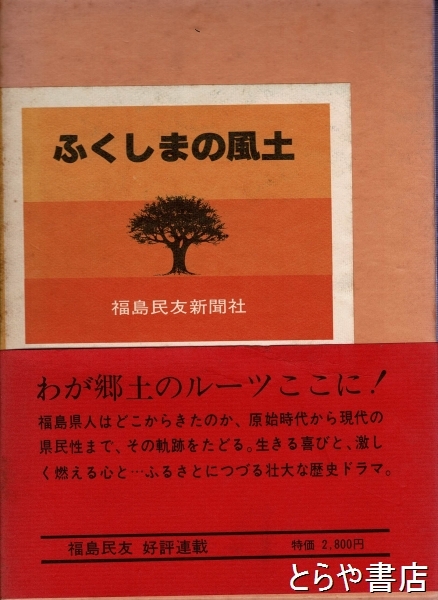 ふくしまの風土
福島民友新聞社
わが郷土のルーツここに!
福島県人はどこからきたのか、原始時代から現代の
県民性まで、その軌跡をたどる。生きる喜びと、激し
く燃える心と…ふるさとにつづる壮大な歴史ドラマ。
福島民友 好評連載 特価 2,800円
とらや書店